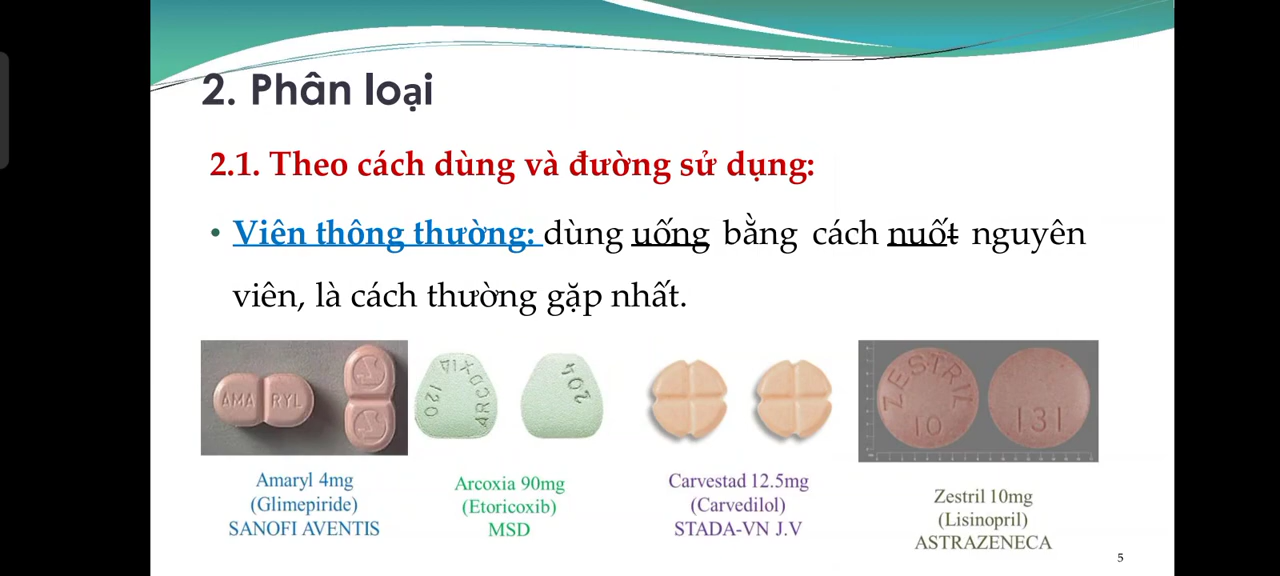 2. Phân loại
2.1. Theo cách dùng và đường sử dụng:
• Viên thông thường: dùng uống bằng cách nuốt nguyên
viên, là cách thường gặp nhất.
AMA RYL
ARCOXIA 120
204
ZESTRIL 10
131
Amaryl 4mg
(Glimepiride)
SANOFI AVENTIS
Arcoxia 90mg
(Etoricoxib)
MSD
Carvestad 12.5mg
(Carvedilol)
STADA-VN J.V
Zestril 10mg
(Lisinopril)
ASTRAZENECA
5